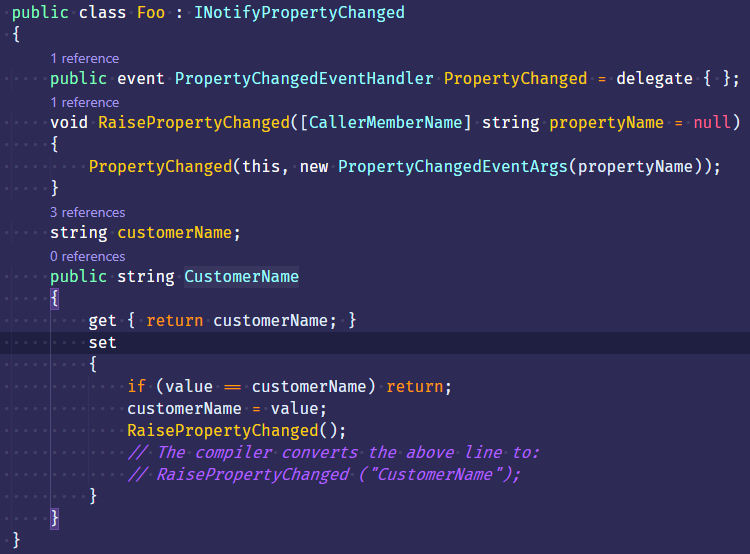 public class Foo : INotifyPropertyChanged
{
1 reference
public event PropertyChangedEventHandler PropertyChanged = delegate { };
1 reference
void RaisePropertyChanged([CallerMemberName] string propertyName = null)
{
PropertyChanged(this, new PropertyChangedEventArgs(propertyName));
}
3 references
string customerName;
0 references
public string CustomerName
{
get { return customerName; }
set
{
if (value == customerName) return;
customerName = value;
RaisePropertyChanged();
// The compiler converts the above line to:
// RaisePropertyChanged ("CustomerName");
}
}
}